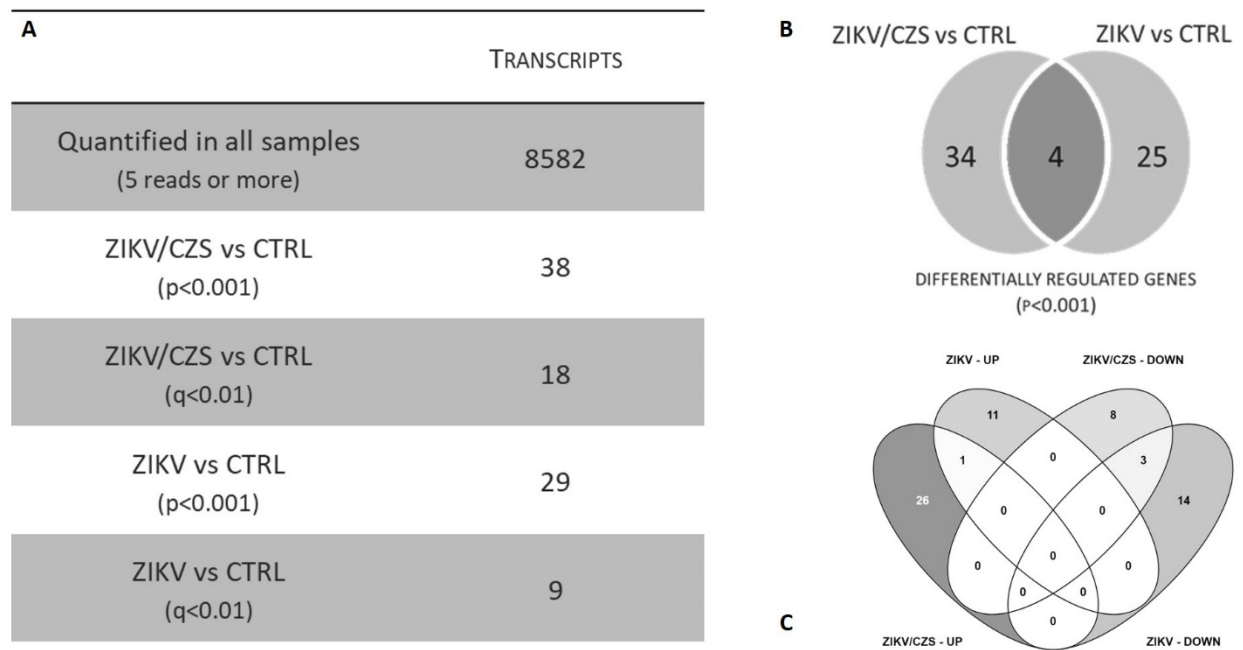 A
TRANSCRIPTS
Quantified in all samples
(5 reads or more)
8582
ZIKV/CZS vs CTRL
(p<0.001)
38
ZIKV/CZS vs CTRL
(q<0.01)
18
ZIKV vs CTRL
(p<0.001)
29
ZIKV vs CTRL
(q<0.01)
9
B
ZIKV/CZS vs CTRL
ZIKV vs CTRL
34
4
25
DIFFERENTIALLY REGULATED GENES
(P<0.001)
C
ZIKV - UP
ZIKV/CZS - DOWN
11
8
1
0
3
26
0
0
14
0
0
0
0
0
0
ZIKV/CZS - UP
ZIKV - DOWN